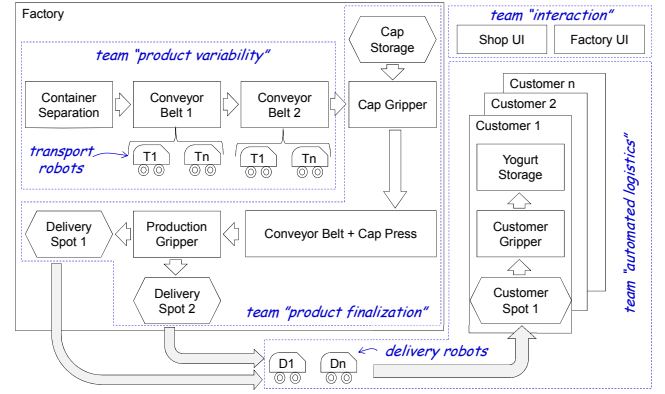 Factory
team "interaction"
Shop UI
Factory UI
team "product variability"
Cap
Storage
Container
Separation
Conveyor
Belt 1
Conveyor
Belt 2
Cap Gripper
transport
robots
T1
Tn
T1
Tn
Customer n
Customer 2
Customer 1
Yogurt
Storage
Customer
Gripper
Customer
Spot 1
team "automated logistics"
Delivery
Spot 1
Production
Gripper
Conveyor Belt + Cap Press
Delivery
Spot 2
team "product finalization"
D1
Dn
delivery robots